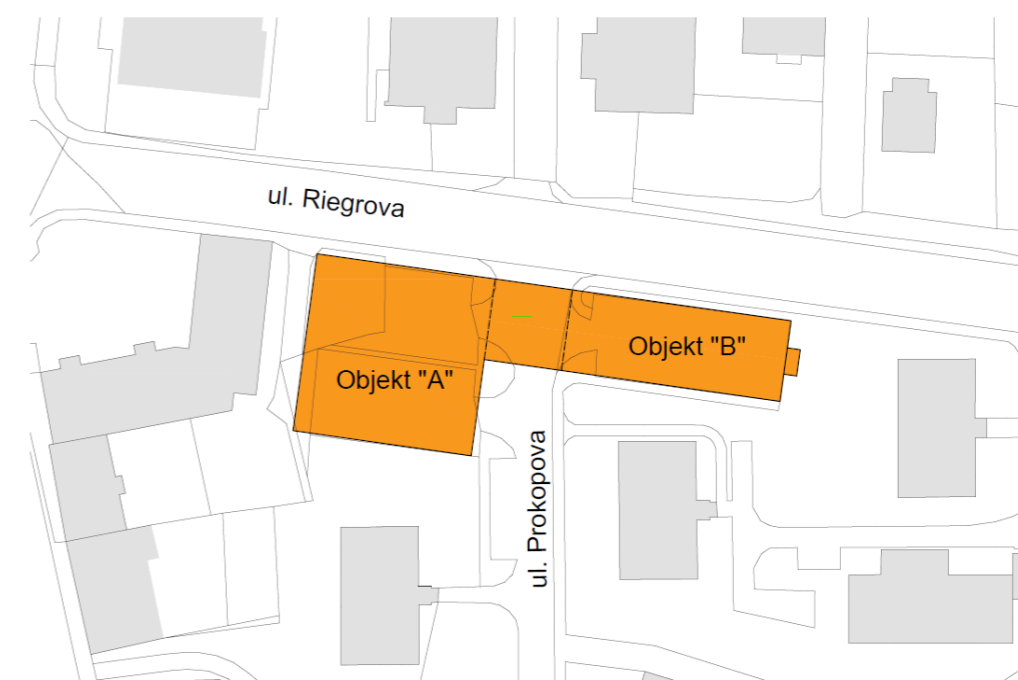 ul. Riegrova
Objekt "B"
Objekt "A"
ul. Prokopova